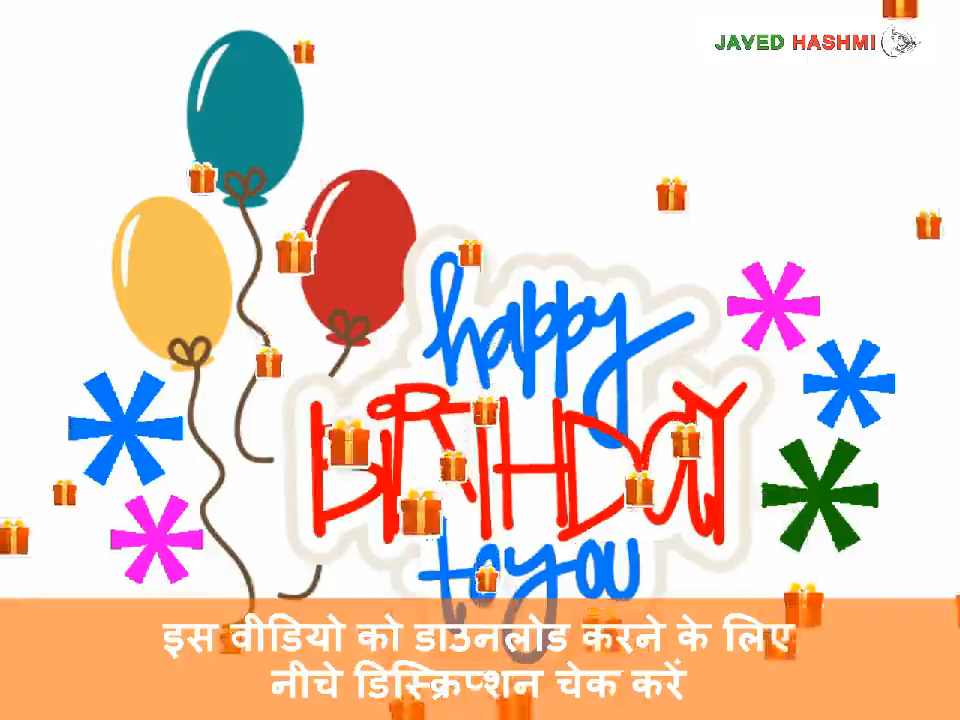 JAVED HASHMI
happy
BIRTHDAY
to you
इस वीडियो को डाउनलोड करने के लिए
नीचे डिस्क्रिप्शन चेक करें